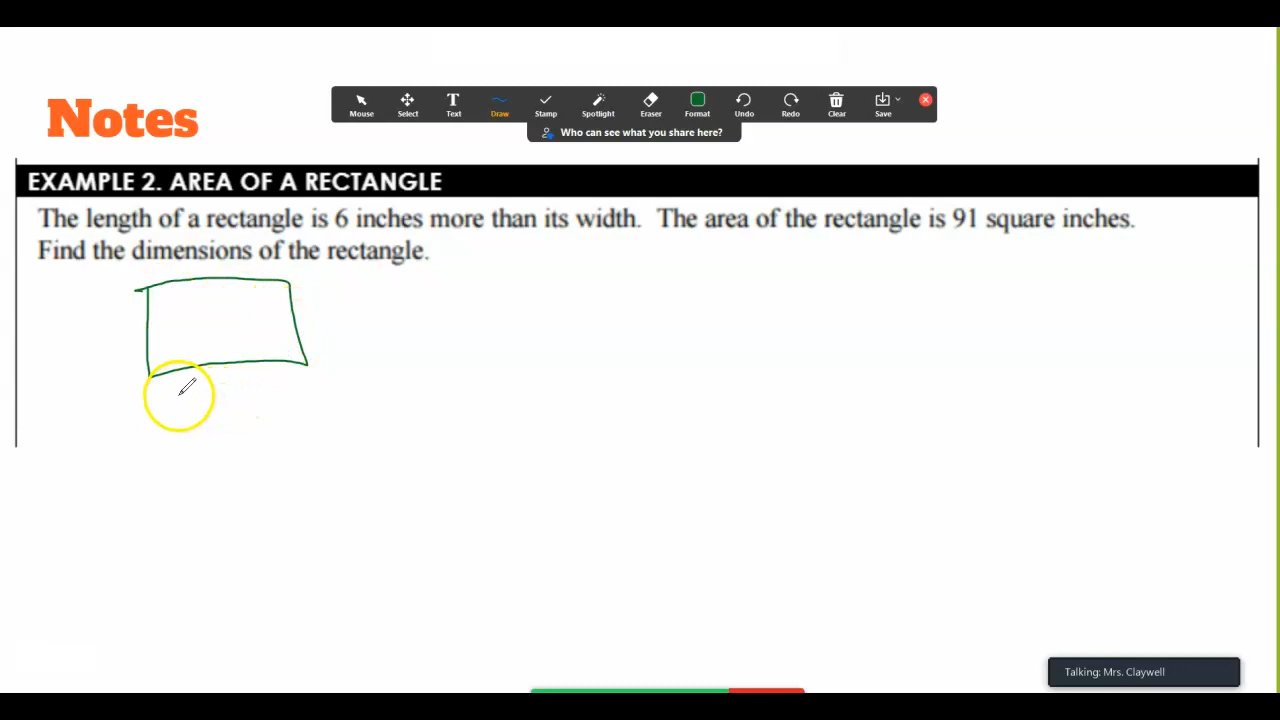 Notes
Mouse Select Text Draw Stamp Spotlight Eraser Format Undo Redo Clear Save
Who can see what you share here?
EXAMPLE 2. AREA OF A RECTANGLE
The length of a rectangle is 6 inches more than its width. The area of the rectangle is 91 square inches.
Find the dimensions of the rectangle.
Talking: Mrs. Claywell